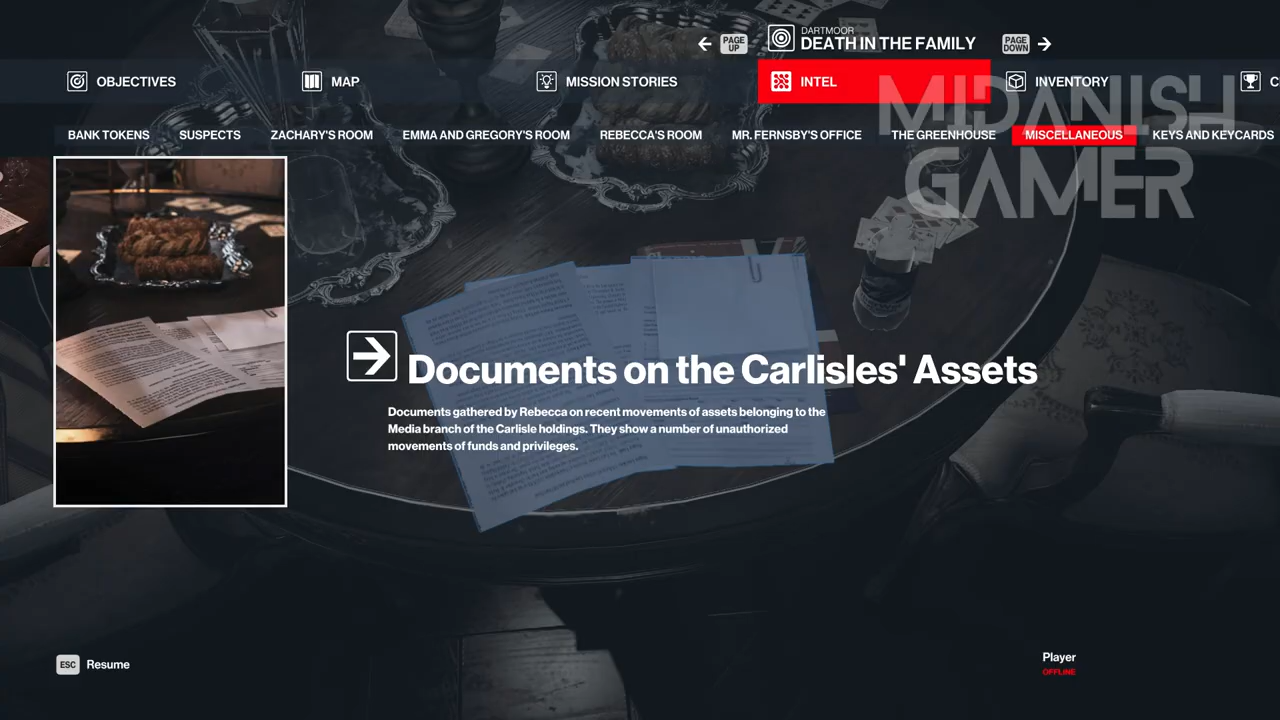 DARTMOOR
PAGE UP
DEATH IN THE FAMILY
PAGE DOWN
OBJECTIVES
MAP
MISSION STORIES
INTEL
INVENTORY
C
MIDANISH
GAMER
BANK TOKENS
SUSPECTS
ZACHARY'S ROOM
EMMA AND GREGORY'S ROOM
REBECCA'S ROOM
MR. FERNSBY'S OFFICE
THE GREENHOUSE
MISCELLANEOUS
KEYS AND KEYCARDS
Documents on the Carlisles' Assets
Documents gathered by Rebecca on recent movements of assets belonging to the
Media branch of the Carlisle holdings. They show a number of unauthorized
movements of funds and privileges.
ESC Resume
Player
OFFLINE